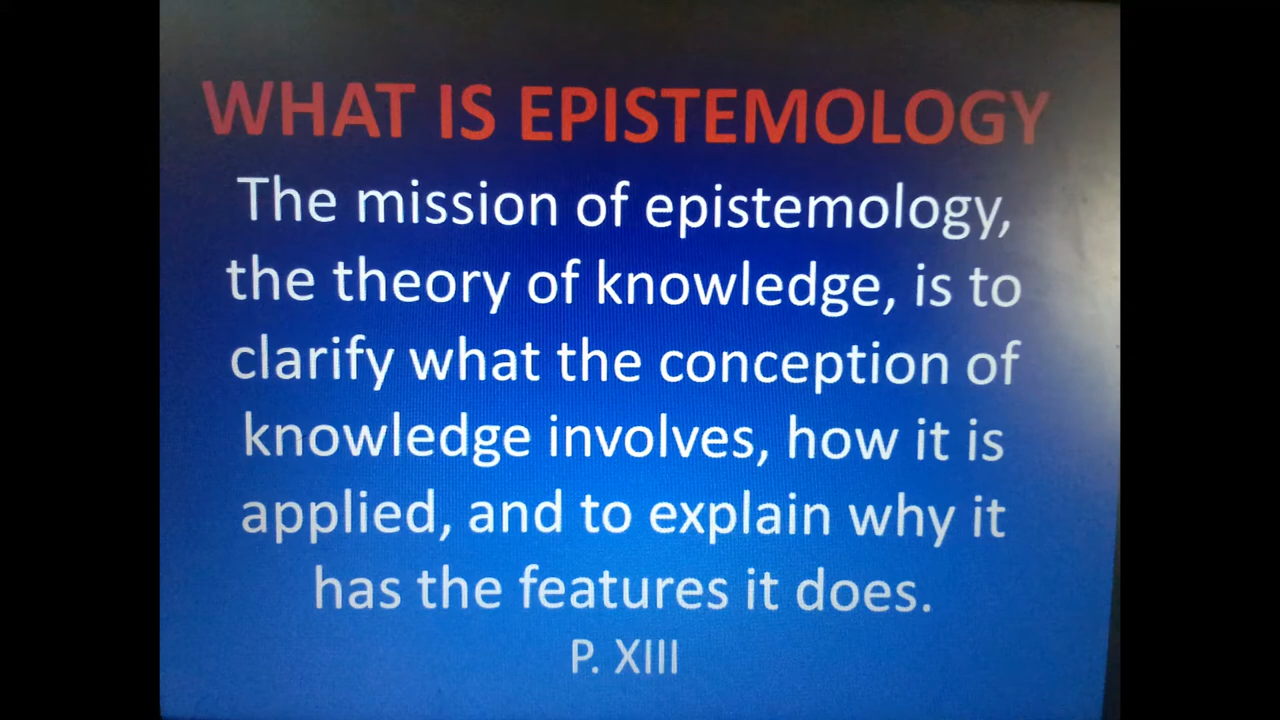 WHAT IS EPISTEMOLOGY
The mission of epistemology,
the theory of knowledge, is to
clarify what the conception of
knowledge involves, how it is
applied, and to explain why it
has the features it does.
P. XIII